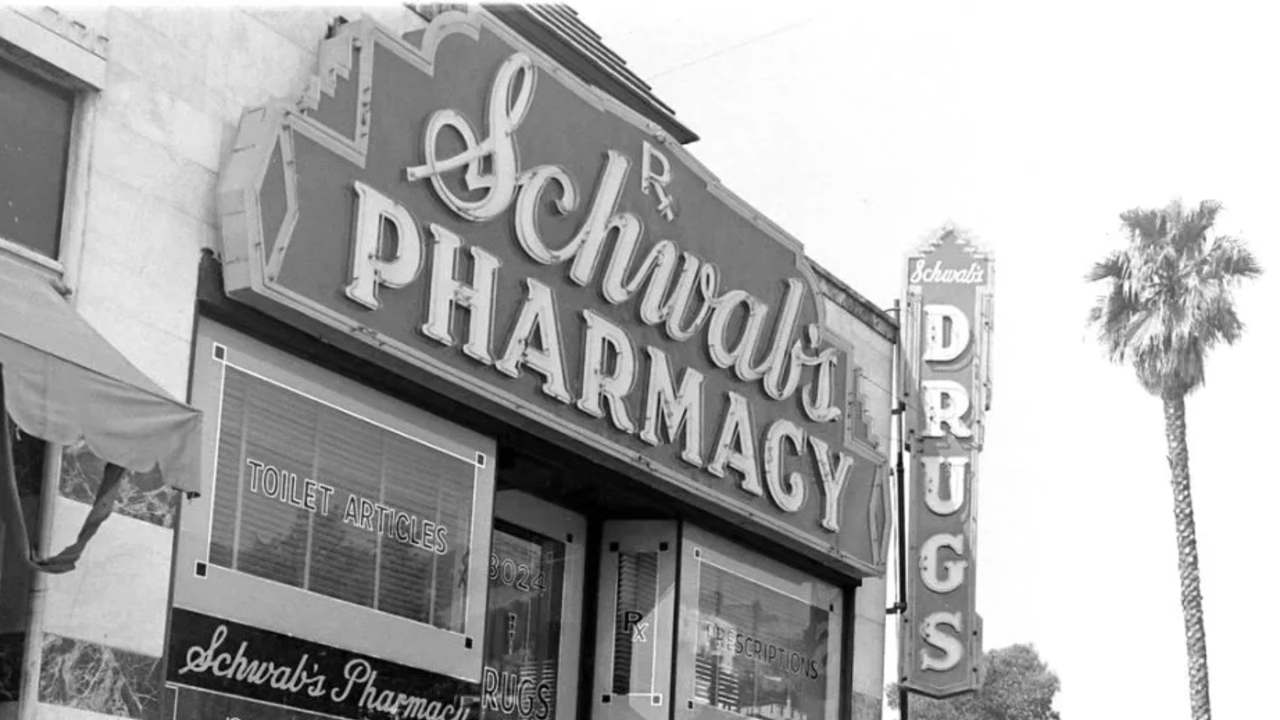 Schwab's
Rx
PHARMACY
Schwab's
DRUGS
TOILET ARTICLES
8024
Rx
PRESCRIPTIONS
RUGS
Schwab's Pharmacy